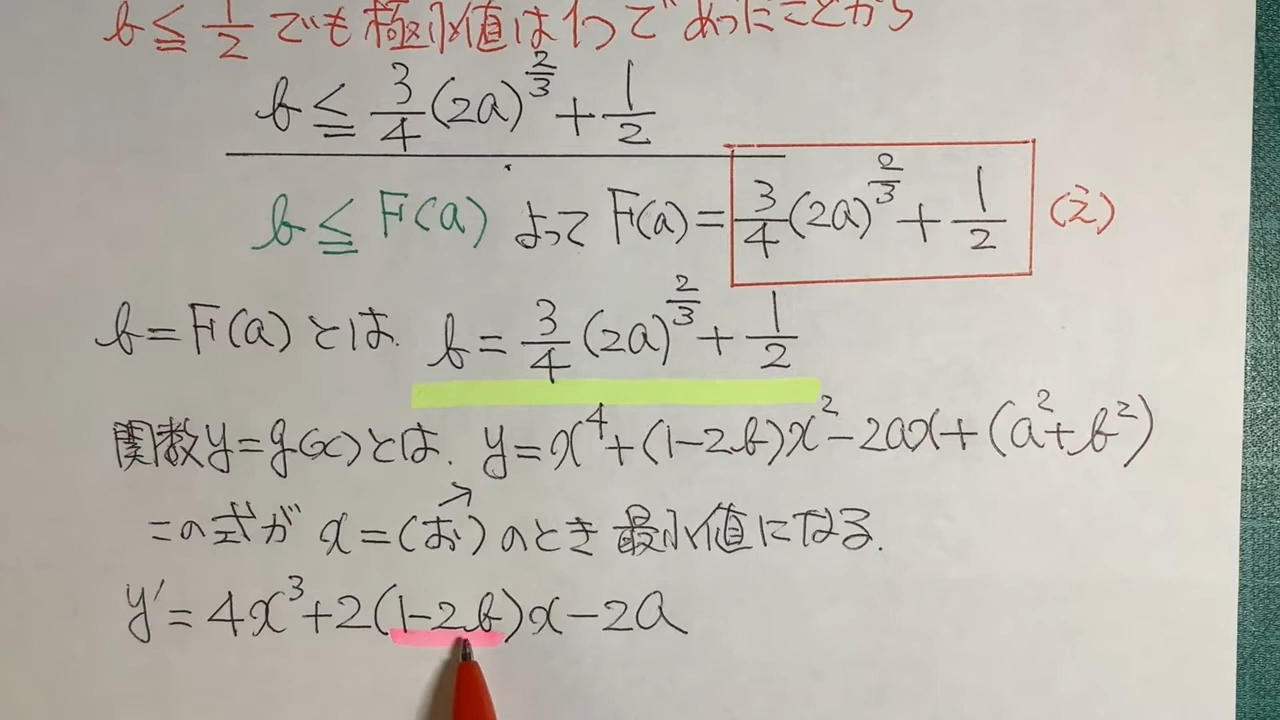 b ≦ 1/2 でも極小値は1つであったことから
b ≦ 3/4 (2a)^(2/3) + 1/2
b ≦ F(a) よって F(a) = 3/4 (2a)^(2/3) + 1/2 (え)
b = F(a) とは、 b = 3/4 (2a)^(2/3) + 1/2
関数 y = g(x) とは、 y = x^4 + (1-2b)x^2 - 2ax + (a^2 + b^2)
この式が x = (お) のとき 最小値になる.
y' = 4x^3 + 2(1-2b)x - 2a